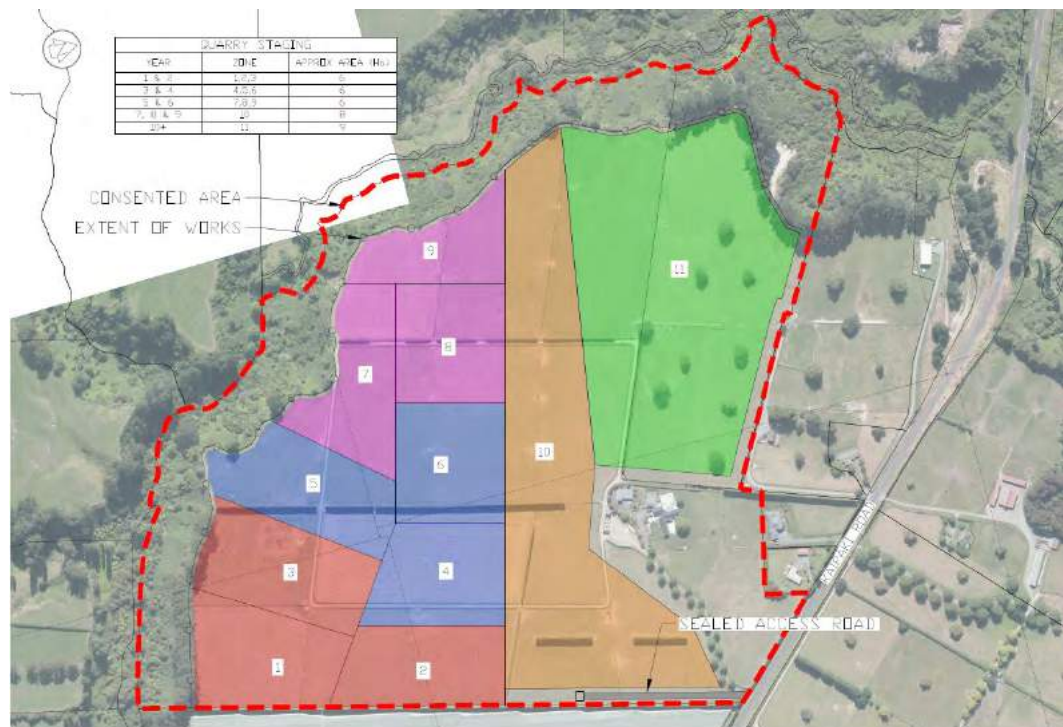 QUARRY STAGING
YEAR ZONE APPROX AREA (Ha)
1 & 2 1,2,3 6
3 & 4 4,5,6 6
5 & 6 7,8,9 6
7, 8 & 9 10 8
10+ 11 9
CONSENTED AREA
EXTENT OF WORKS
9
11
8
7
6
10
5
4
3
KAIPAKI ROAD
SEALED ACCESS ROAD
1
2